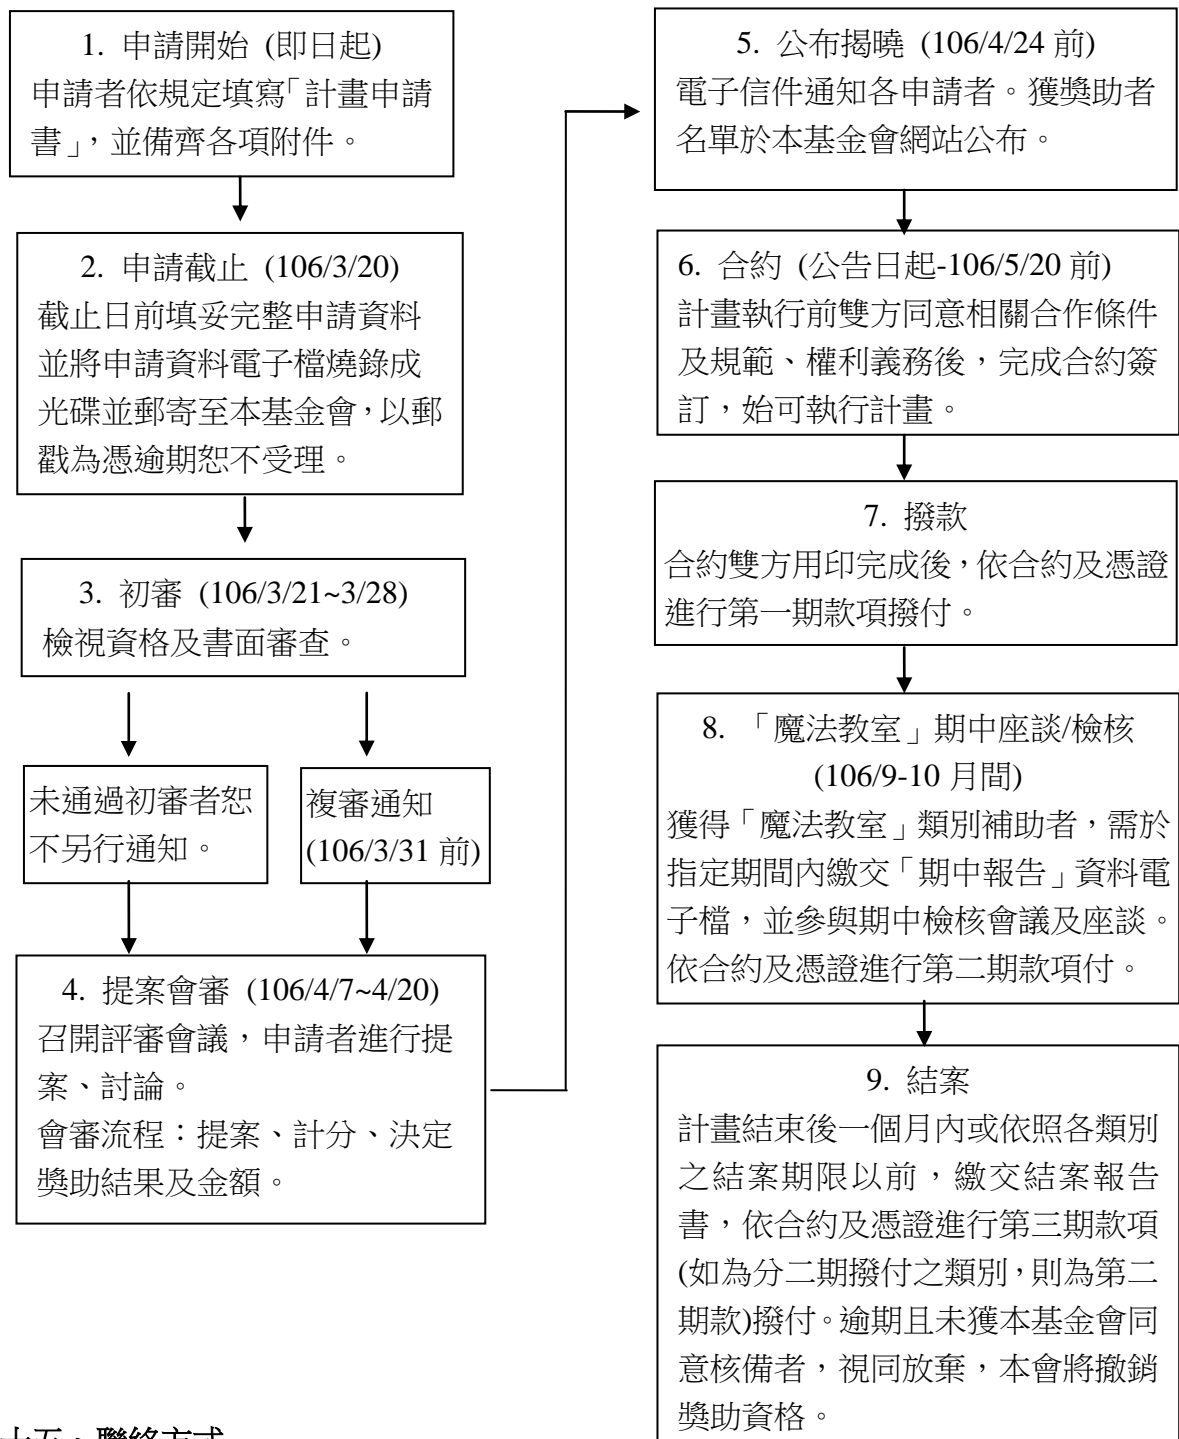 1. 申請開始 (即日起)
申請者依規定填寫「計畫申請
書」，並備齊各項附件。
2. 申請截止 (106/3/20)
截止日前填妥完整申請資料
並將申請資料電子檔燒錄成
光碟並郵寄至本基金會，以郵
戳為憑逾期恕不受理。
3. 初審 (106/3/21~3/28)
檢視資格及書面審查。
未通過初審者恕
不另行通知。
複審通知
(106/3/31 前)
4. 提案會審 (106/4/7~4/20)
召開評審會議，申請者進行提
案、討論。
會審流程：提案、計分、決定
獎助結果及金額。
5. 公布揭曉 (106/4/24 前)
電子信件通知各申請者。獲獎助者
名單於本基金會網站公布。
6. 合約 (公告日起-106/5/20 前)
計畫執行前雙方同意相關合作條件
及規範、權利義務後，完成合約簽
訂，始可執行計畫。
7. 撥款
合約雙方用印完成後，依合約及憑證
進行第一期款項撥付。
8. 「魔法教室」期中座談/檢核
(106/9-10 月間)
獲得「魔法教室」類別補助者，需於
指定期間內繳交「期中報告」資料電
子檔，並參與期中檢核會議及座談。
依合約及憑證進行第二期款項付。
9. 結案
計畫結束後一個月內或依照各類別
之結案期限以前，繳交結案報告
書，依合約及憑證進行第三期款項
(如為分二期撥付之類別，則為第二
期款)撥付。逾期且未獲本基金會同
意核備者，視同放棄，本會將撤銷
獎助資格。
十五、聯絡方式